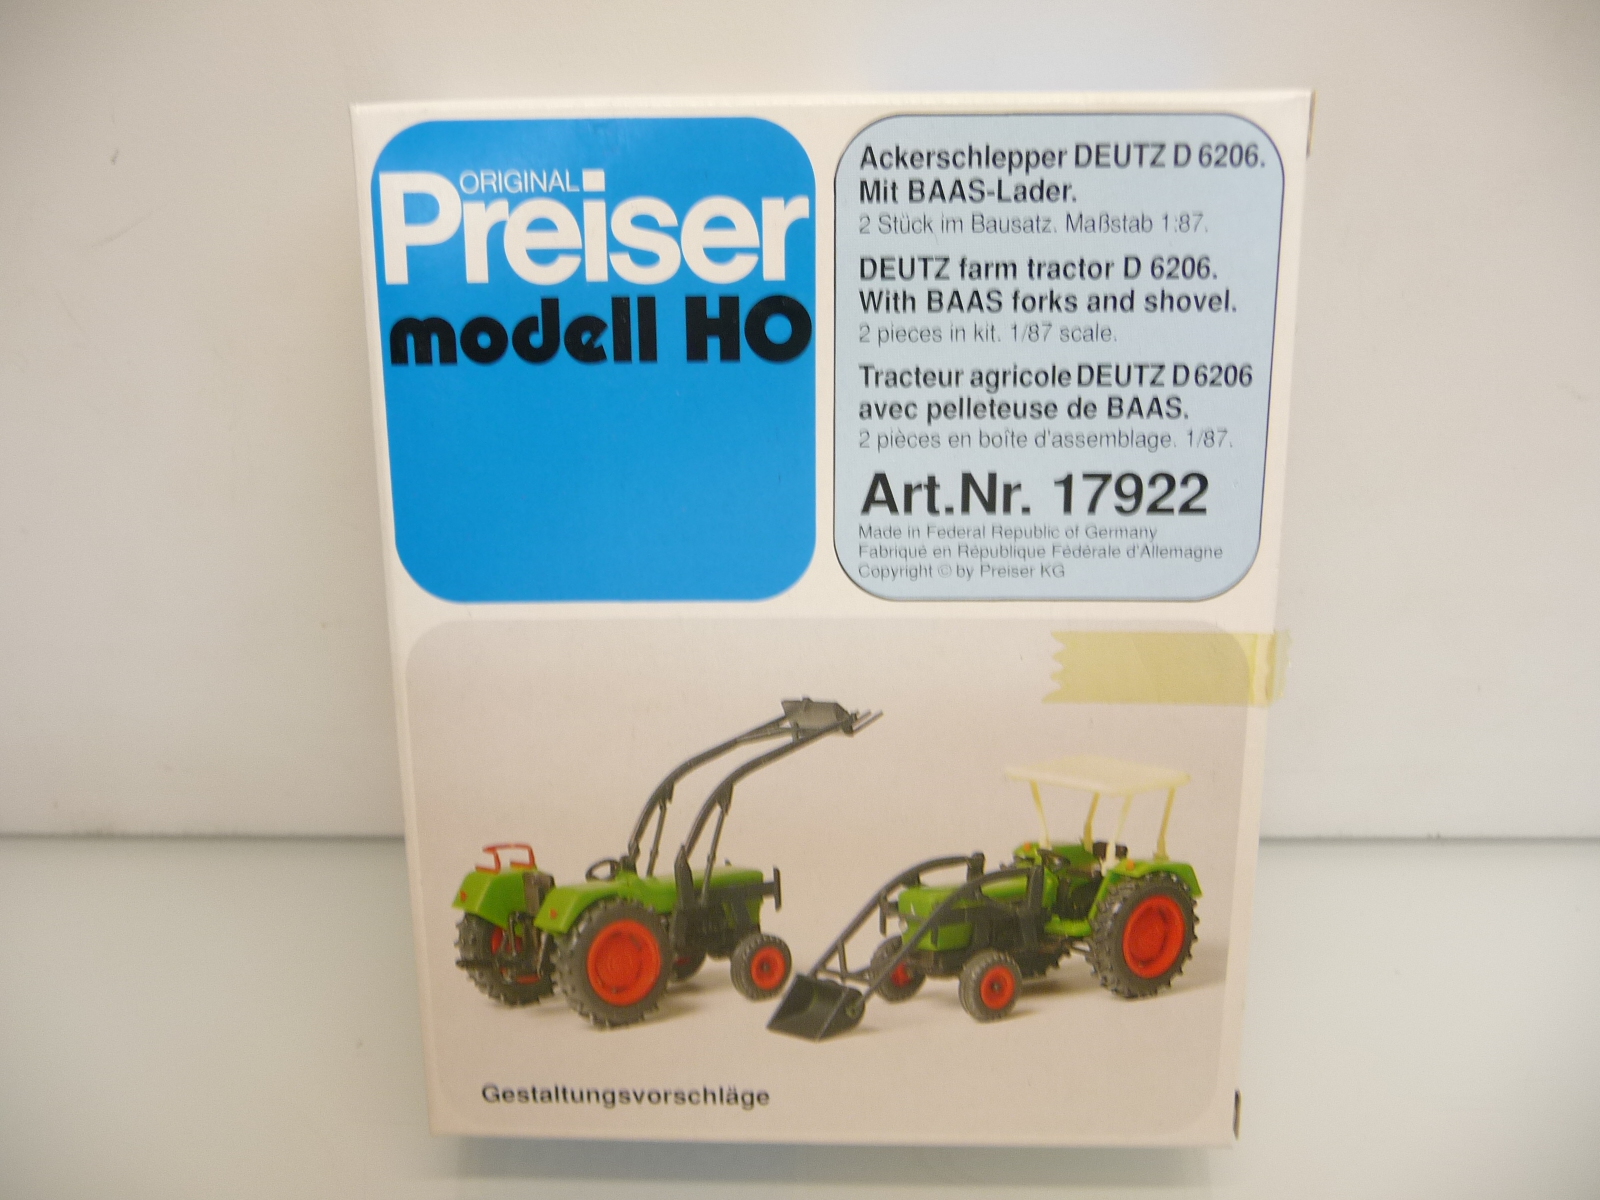 ORIGINAL
Preiser
modell HO
Ackerschlepper DEUTZ D 6206.
Mit BAAS-Lader.
2 Stück im Bausatz. Maßstab 1:87.
DEUTZ farm tractor D 6206.
With BAAS forks and shovel.
2 pieces in kit. 1/87 scale.
Tracteur agricole DEUTZ D 6206
avec pelleteuse de BAAS.
2 pièces en boîte d'assemblage. 1/87.
Art.Nr. 17922
Made in Federal Republic of Germany
Fabriqué en République Fédérale d'Allemagne
Copyright © by Preiser KG
Gestaltungsvorschläge